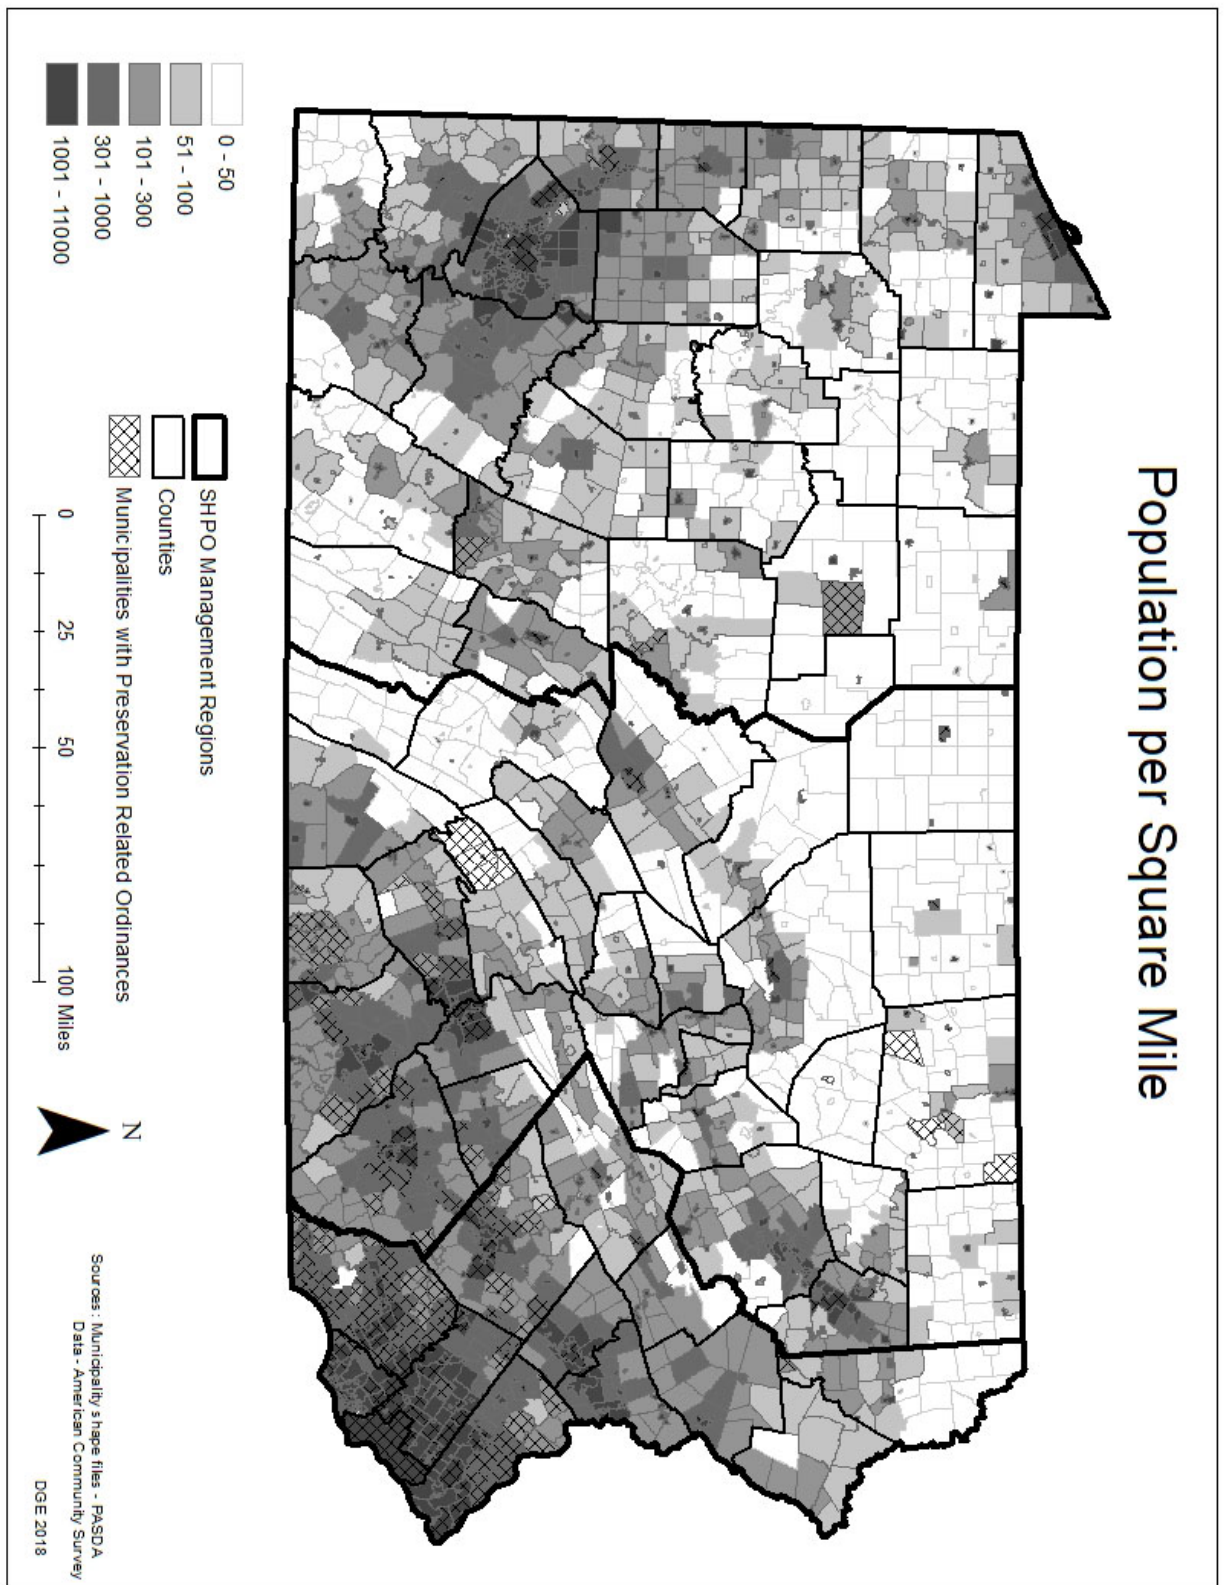 Population per Square Mile
0 - 50
51 - 100
101 - 300
301 - 1000
1001 - 11000
SHPO Management Regions
Counties
Municipalities with Preservation Related Ordinances
0 25 50 100 Miles
N
Sources: Municipality shape files - PASDA
Data - American Community Survey
DGE 2018